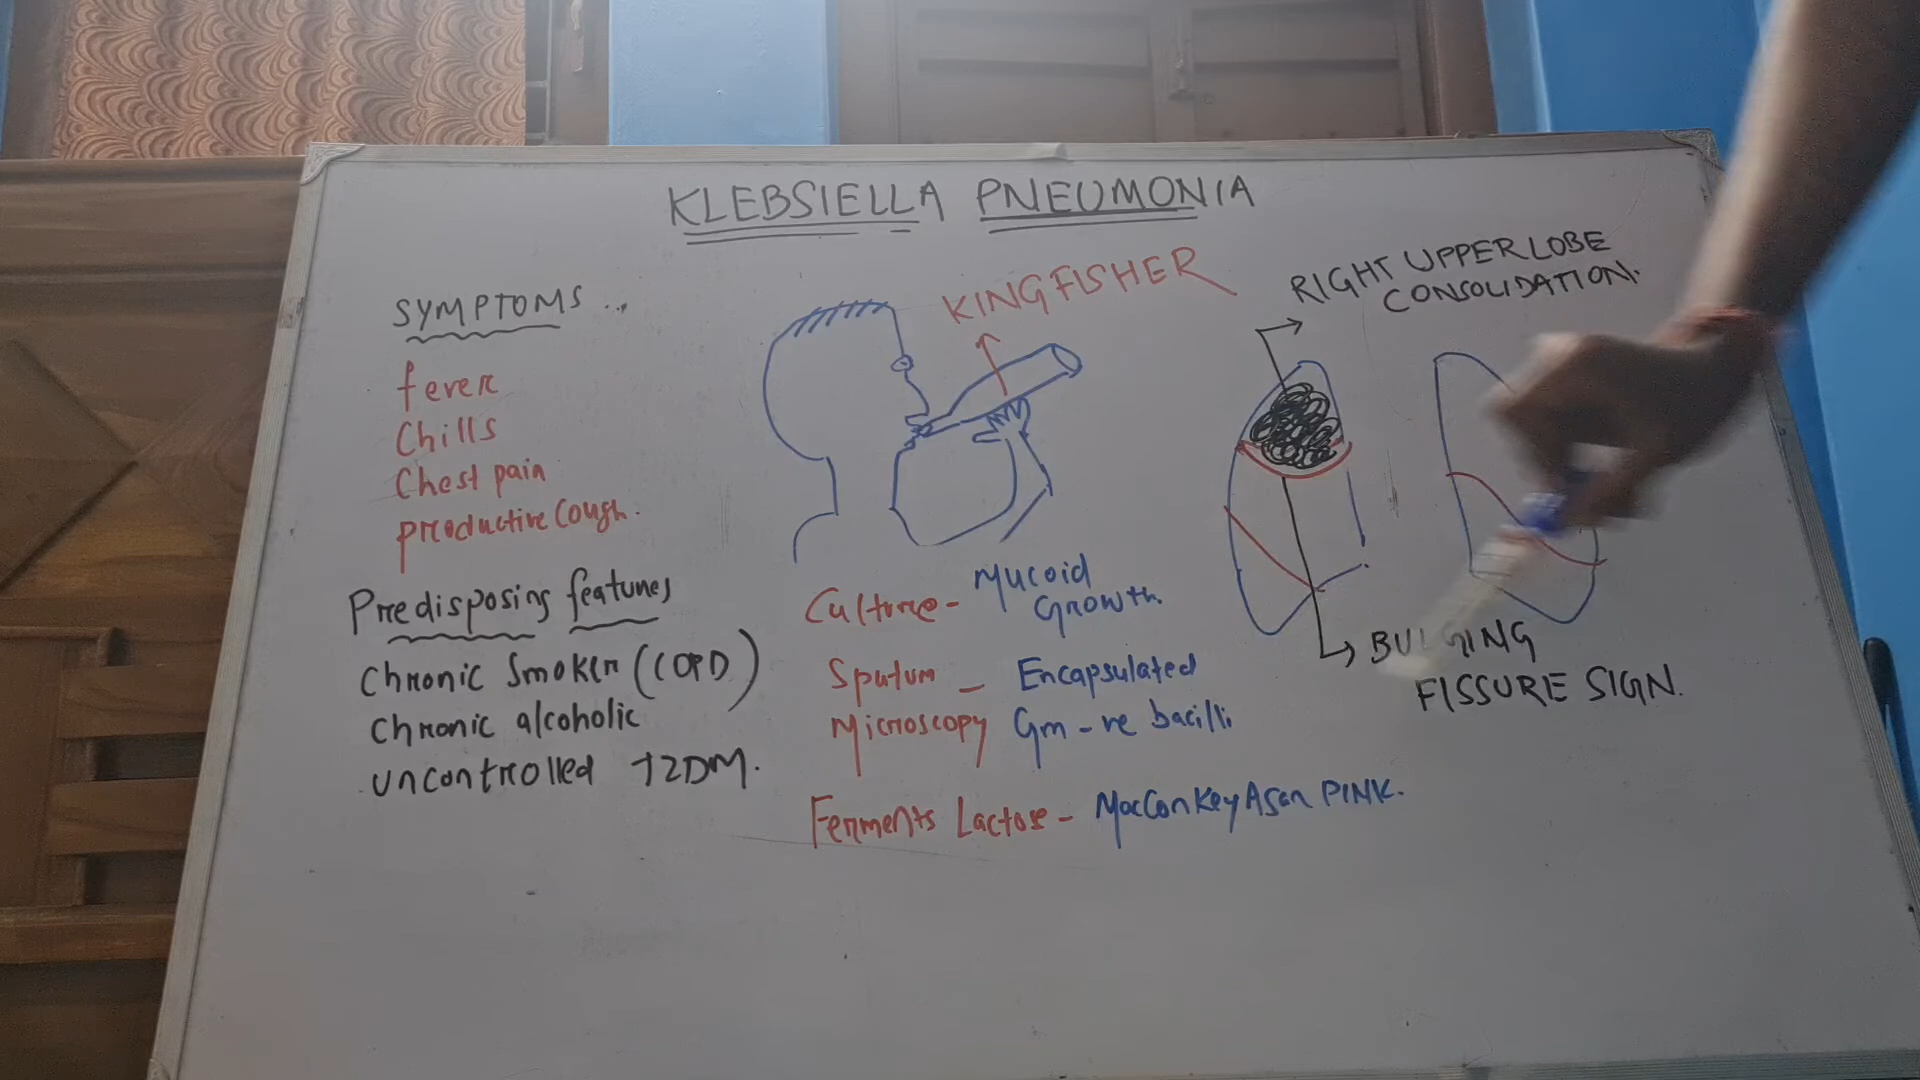 KLEBSIELLA PNEUMONIA
SYMPTOMS ...
fever
Chills
Chest pain
productive Cough.
Predisposing features
Chronic Smoker (COPD)
Chronic alcoholic
uncontrolled T2DM.
KINGFISHER
Culture - Mucoid
Growth.
Sputum - Encapsulated
Microscopy Gm -ve bacilli
Ferments Lactose - MacConKey Agar PINK.
RIGHT UPPER LOBE
CONSOLIDATION.
BULGING
FISSURE SIGN.